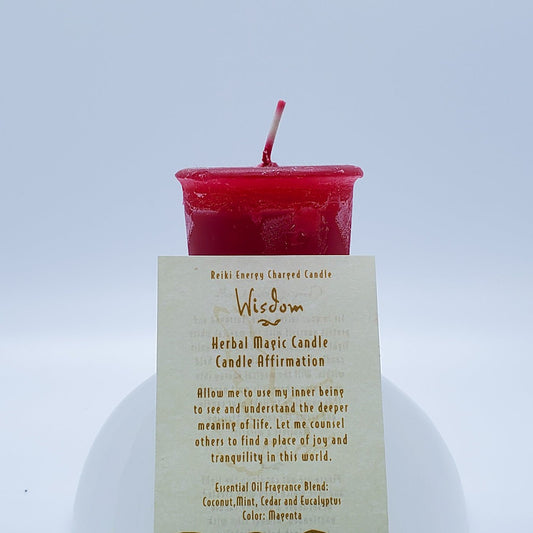 Reiki Energy Charged Candle
Wisdom
Herbal Magic Candle
Candle Affirmation
Allow me to use my inner being
to see and understand the deeper
meaning of life. Let me counsel
others to find a place of joy and
tranquility in this world.
Essential Oil Fragrance Blend:
Coconut,Mint, Cedar and Eucalyptus
Color: Magenta